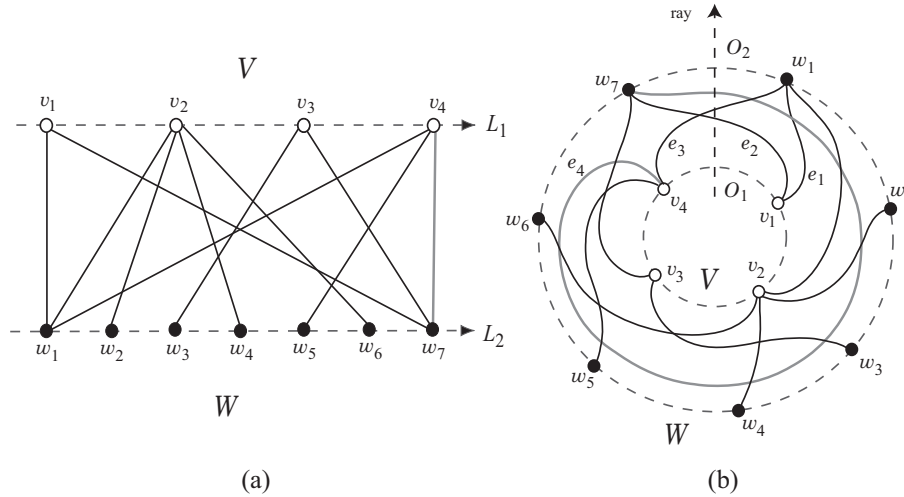 V
v1 v2 v3 v4 L1
w1 w2 w3 w4 w5 w6 w7 L2
W
(a)
ray
O2
w7 w1
e3 e2
e4 e1
O1
v4 v1
w6 w
v3 V v2
w5 w3
W w4
(b)